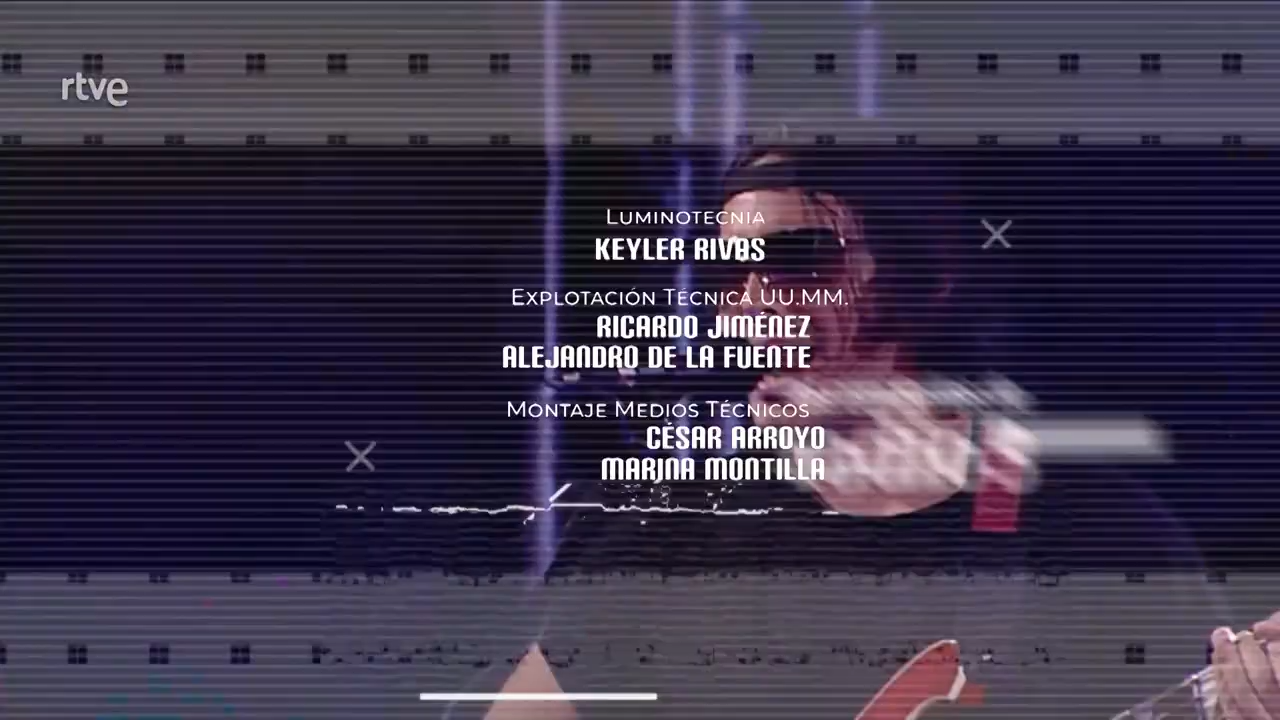 rtve
Luminotecnia
KEYLER RIVAS
Explotación Técnica UU.MM.
RICARDO JIMÉNEZ
ALEJANDRO DE LA FUENTE
Montaje Medios Técnicos
CÉSAR ARROYO
MARINA MONTILLA